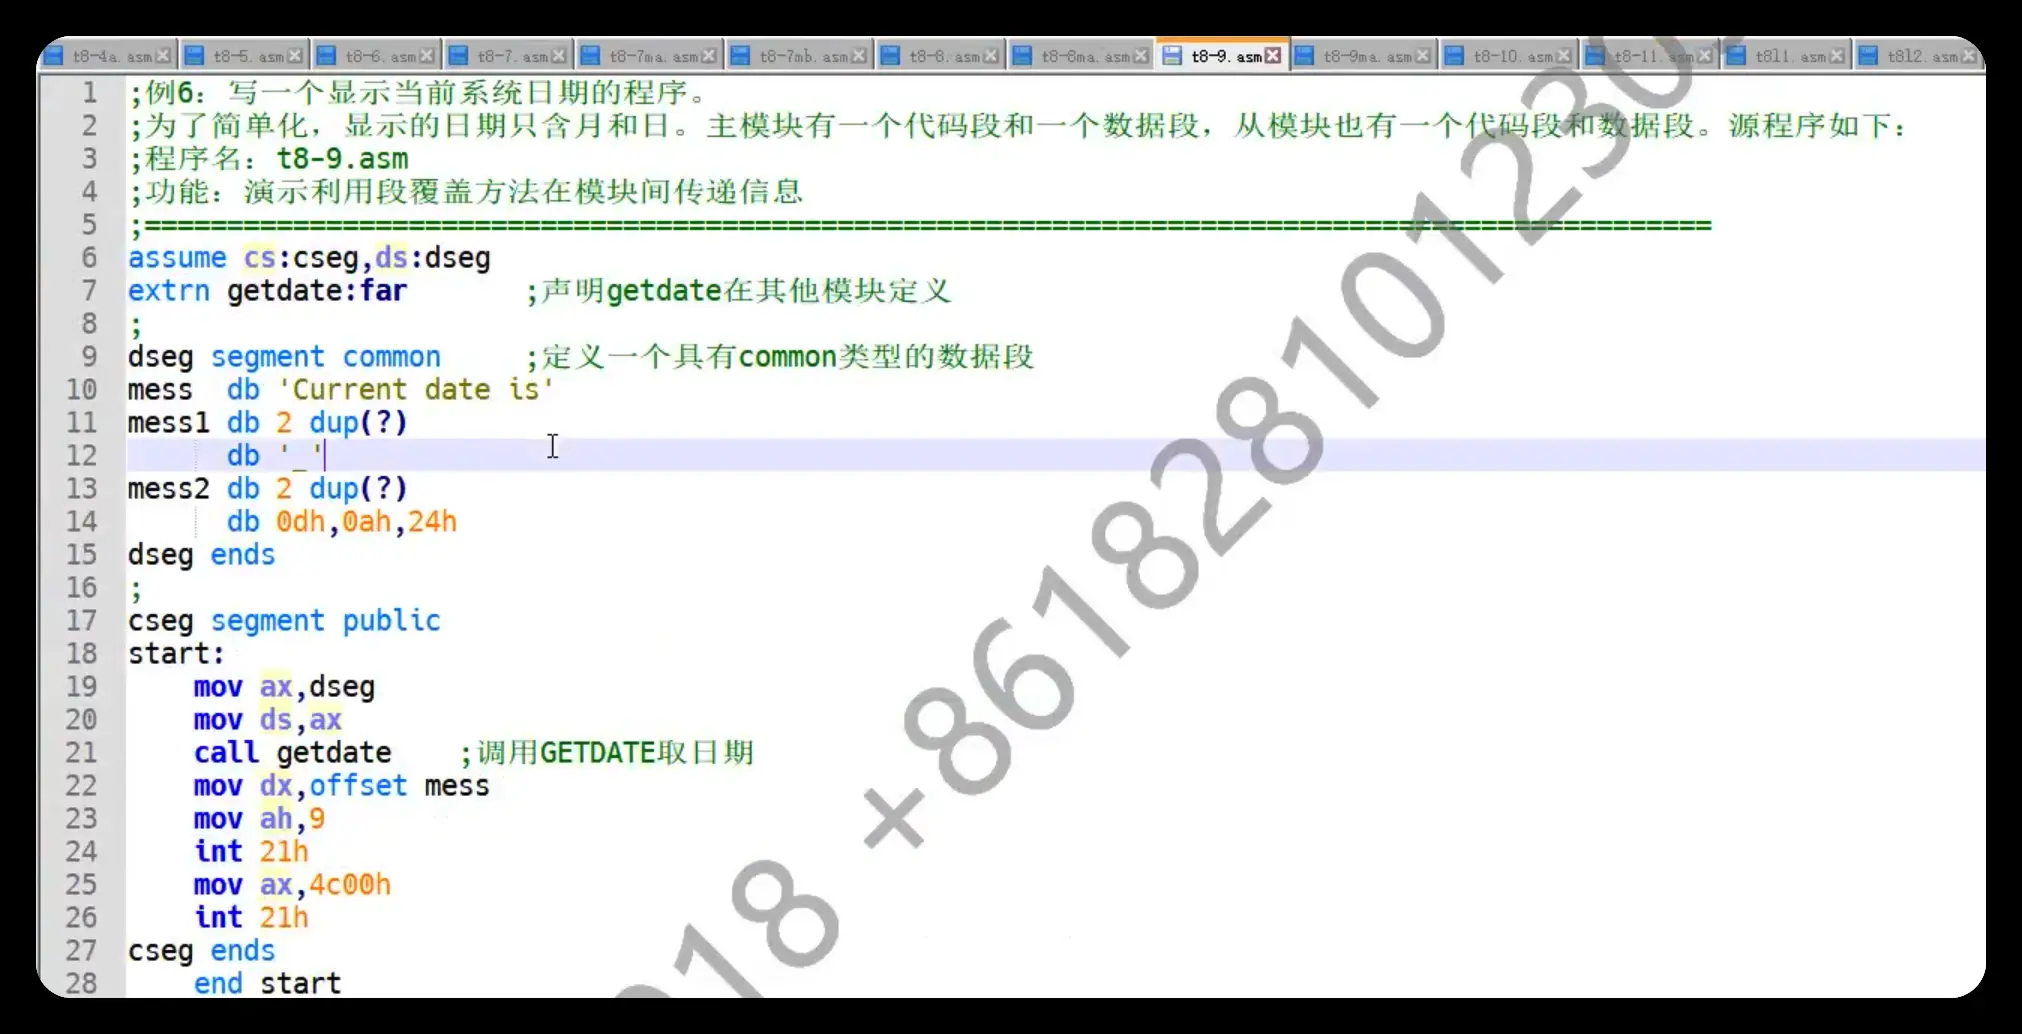 t8-4a.asm t8-5.asm t8-6.asm t8-7.asm t8-7ma.asm t8-7mb.asm t8-8.asm t8-8ma.asm t8-9.asm t8-9ma.asm t8-10.asm t8-11.asm t8l1.asm t8l2.asm
1 ;例6：写一个显示当前系统日期的程序。
2 ;为了简单化，显示的日期只含月和日。主模块有一个代码段和一个数据段，从模块也有一个代码段和数据段。源程序如下：
3 ;程序名：t8-9.asm
4 ;功能：演示利用段覆盖方法在模块间传递信息
5 ;===============================================================================================
6 assume cs:cseg,ds:dseg
7 extrn getdate:far ;声明getdate在其他模块定义
8 ;
9 dseg segment common ;定义一个具有common类型的数据段
10 mess db 'Current date is'
11 mess1 db 2 dup(?)
12 db '_'
13 mess2 db 2 dup(?)
14 db 0dh,0ah,24h
15 dseg ends
16 ;
17 cseg segment public
18 start:
19 mov ax,dseg
20 mov ds,ax
21 call getdate ;调用GETDATE取日期
22 mov dx,offset mess
23 mov ah,9
24 int 21h
25 mov ax,4c00h
26 int 21h
27 cseg ends
28 end start
18 +861828101230